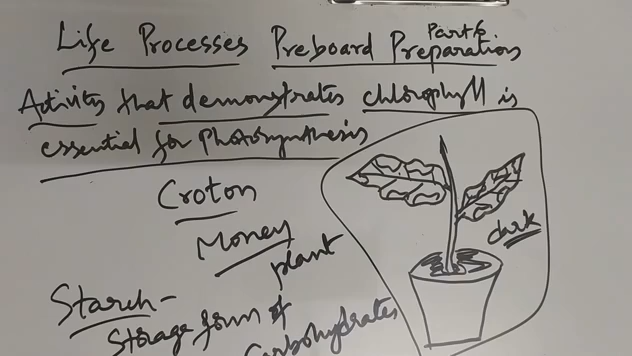 Part 6
Life Processes Preboard Preparation
Activity that demonstrates chlorophyll is
essential for photosynthesis
Croton
Money
plant
dark
Starch -
Storage form of
Carbohydrates